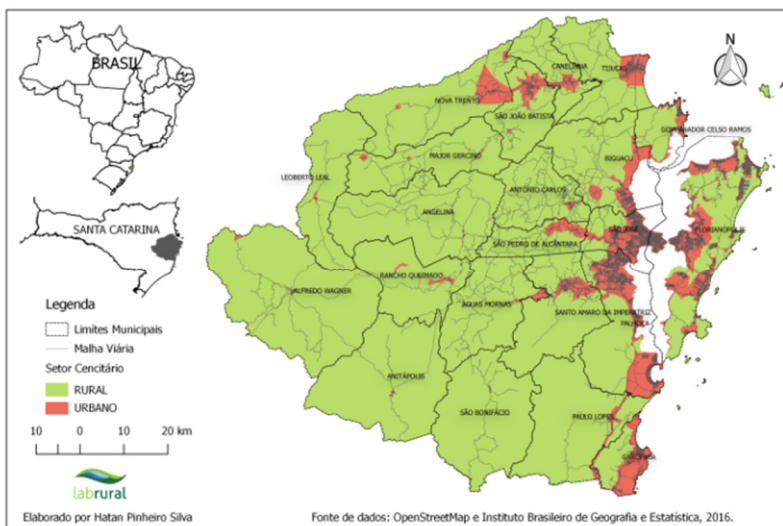 BRASIL
SANTA CATARINA
Legenda
Limites Municipais
Malha Viária
Setor Cencitário
RURAL
URBANO
10 0 10 20 km
labrural
Elaborado por Hatan Pinheiro Silva
N
CANELINHA
TIJUCAS
NOVA TRENTO
SÃO JOÃO BATISTA
GOVERNADOR CELSO RAMOS
MAJOR GERCINO
BIGUAÇU
LEOBERTO LEAL
ANTÔNIO CARLOS
ANGELINA
SÃO JOSÉ
FLORIANÓPOLIS
SÃO PEDRO DE ALCÂNTARA
RANCHO QUEIMADO
ALFREDO WAGNER
ÁGUAS MORNAS
SANTO AMARO DA IMPERATRIZ
PALHOÇA
ANITÁPOLIS
SÃO BONIFÁCIO
PAULO LOPES
GAROPABA
Fonte de dados: OpenStreetMap e Instituto Brasileiro de Geografia e Estatística, 2016.